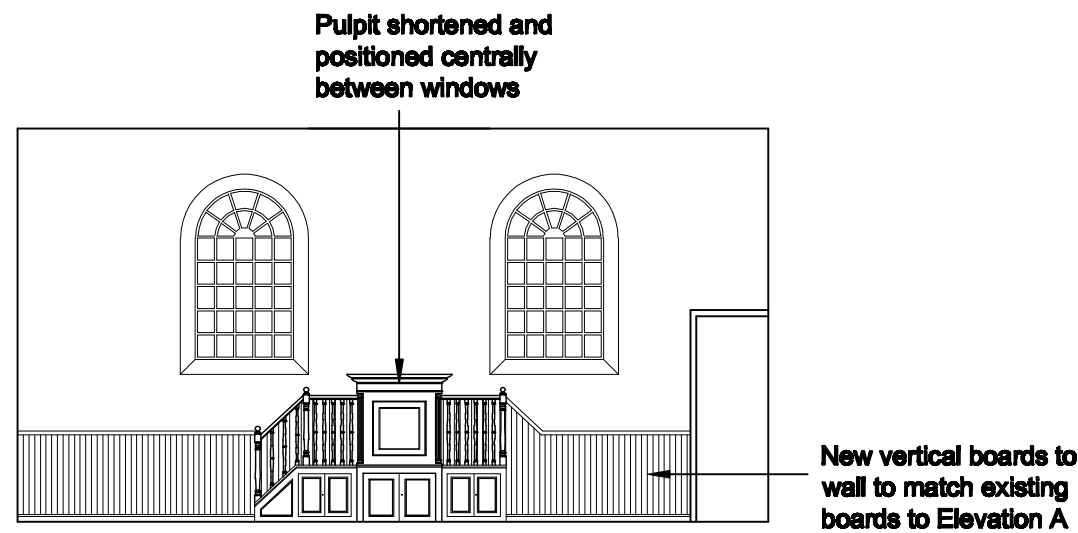 Pulpit shortened and
positioned centrally
between windows
New vertical boards to
wall to match existing
boards to Elevation A